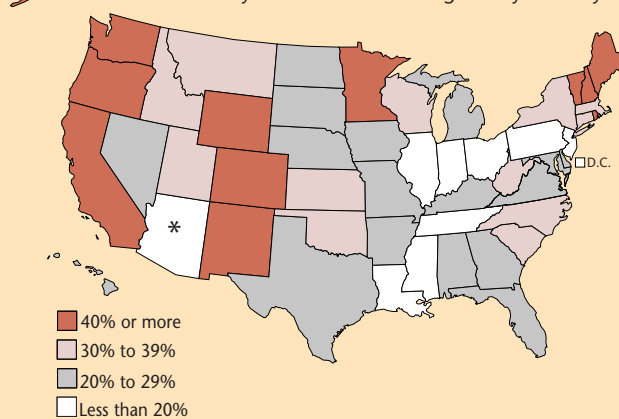 *
D.C.
40% or more
30% to 39%
20% to 29%
Less than 20%